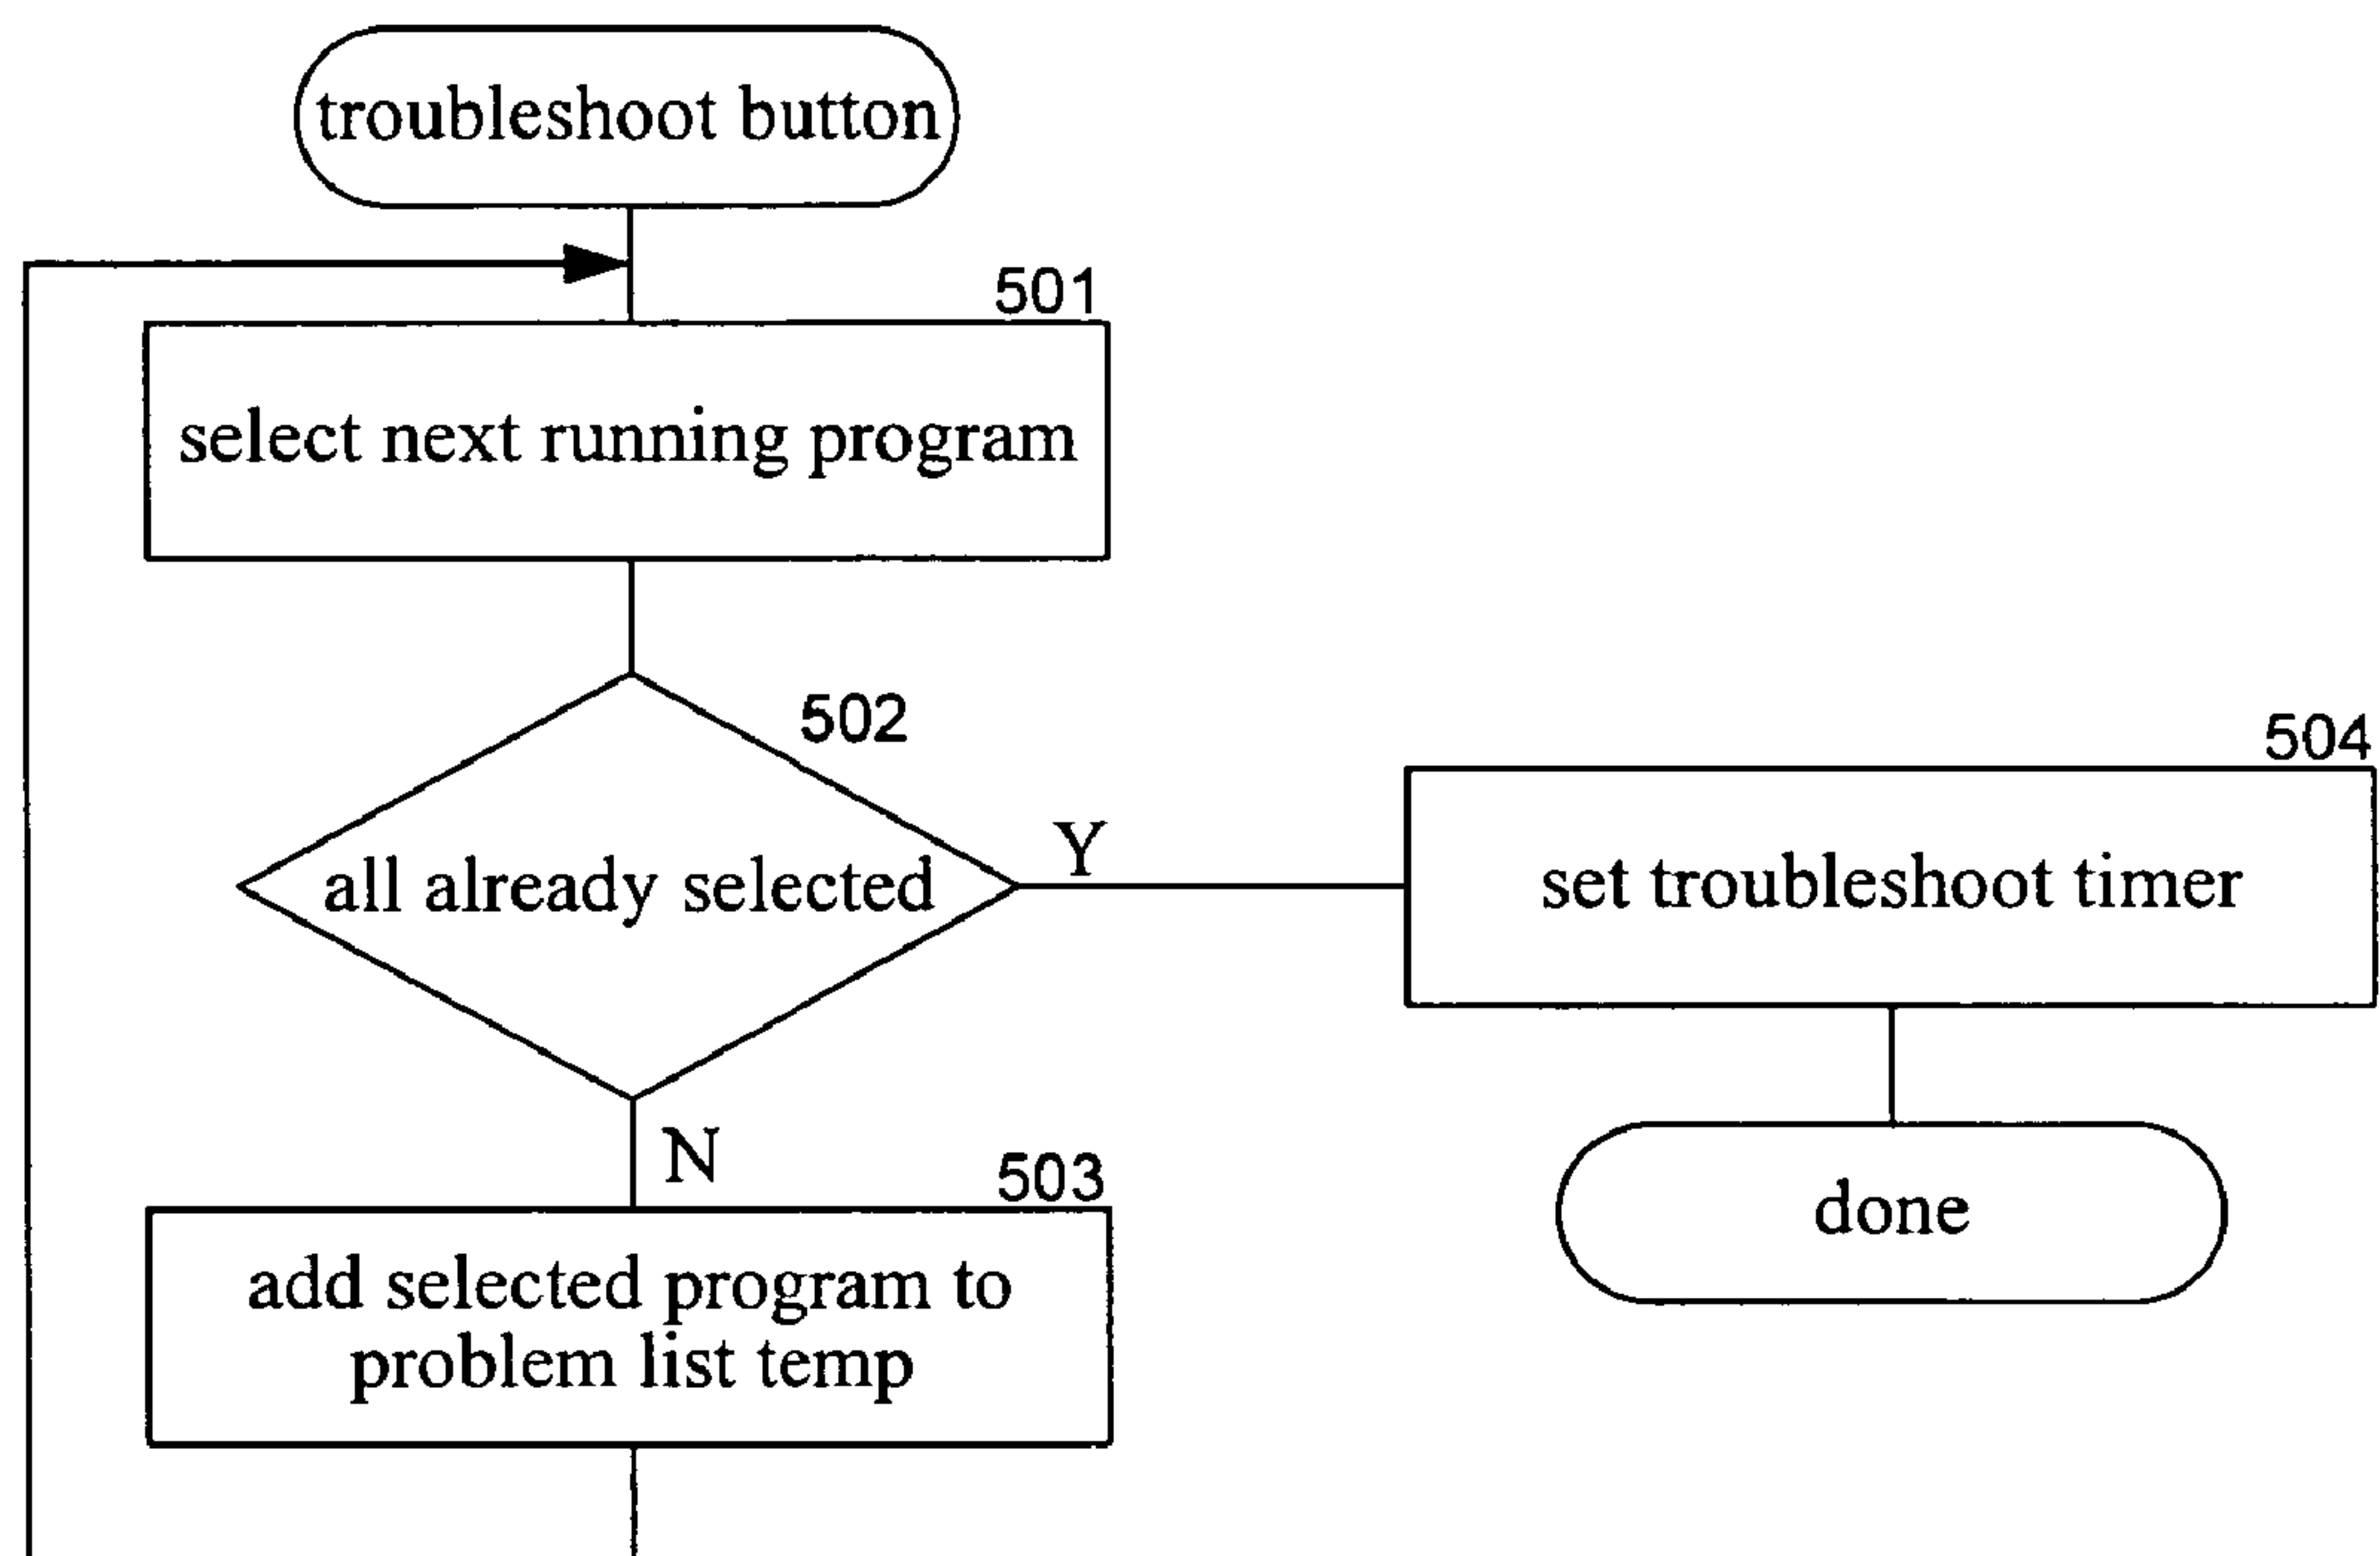 troubleshoot button
501
select next running program
502
all already selected
Y
504
set troubleshoot timer
done
N
503
add selected program to
problem list temp